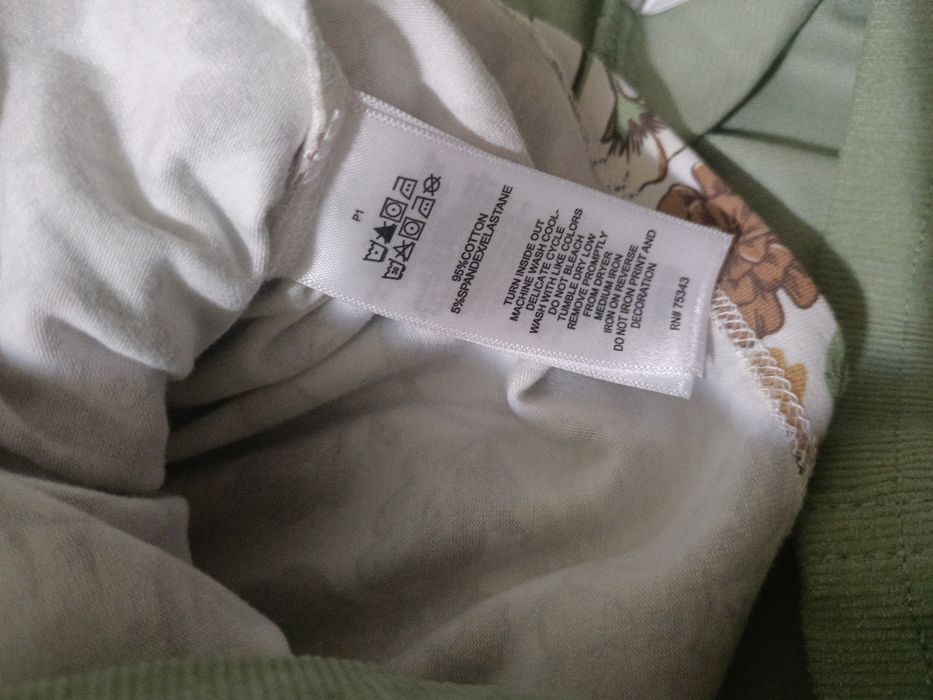 P1
95%COTTON
5%SPANDEX/ELASTANE
TURN INSIDE OUT
MACHINE WASH COOL-
DELICATE CYCLE
WASH WITH LIKE COLORS
DO NOT BLEACH
TUMBLE DRY LOW
REMOVE PROMPTLY
FROM DRYER
MEDIUM IRON
IRON ON REVERSE
DO NOT IRON PRINT AND
DECORATION
RN# 75343